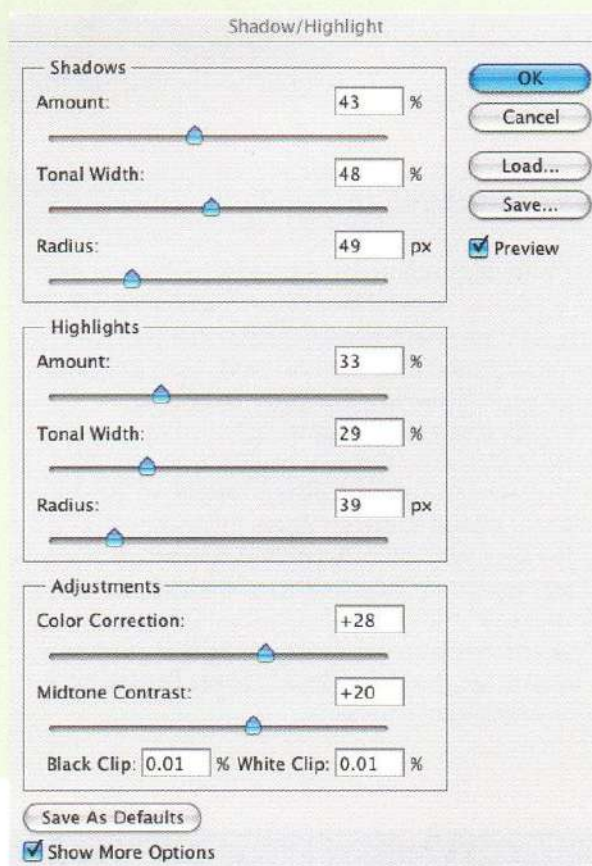 Shadow/Highlight
Shadows
Amount: 43 %
Tonal Width: 48 %
Radius: 49 px
Highlights
Amount: 33 %
Tonal Width: 29 %
Radius: 39 px
Adjustments
Color Correction: +28
Midtone Contrast: +20
Black Clip: 0.01 % White Clip: 0.01 %
Save As Defaults
Show More Options
OK
Cancel
Load...
Save...
Preview